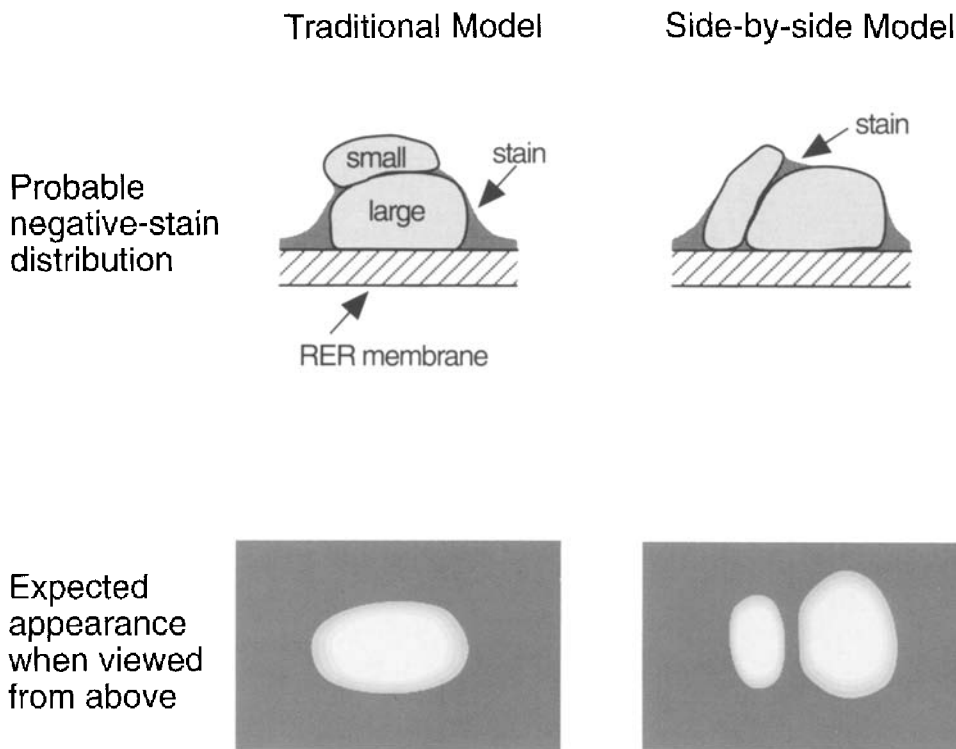 Traditional Model
Side-by-side Model
Probable
negative-stain
distribution
small
large
stain
stain
RER membrane
Expected
appearance
when viewed
from above